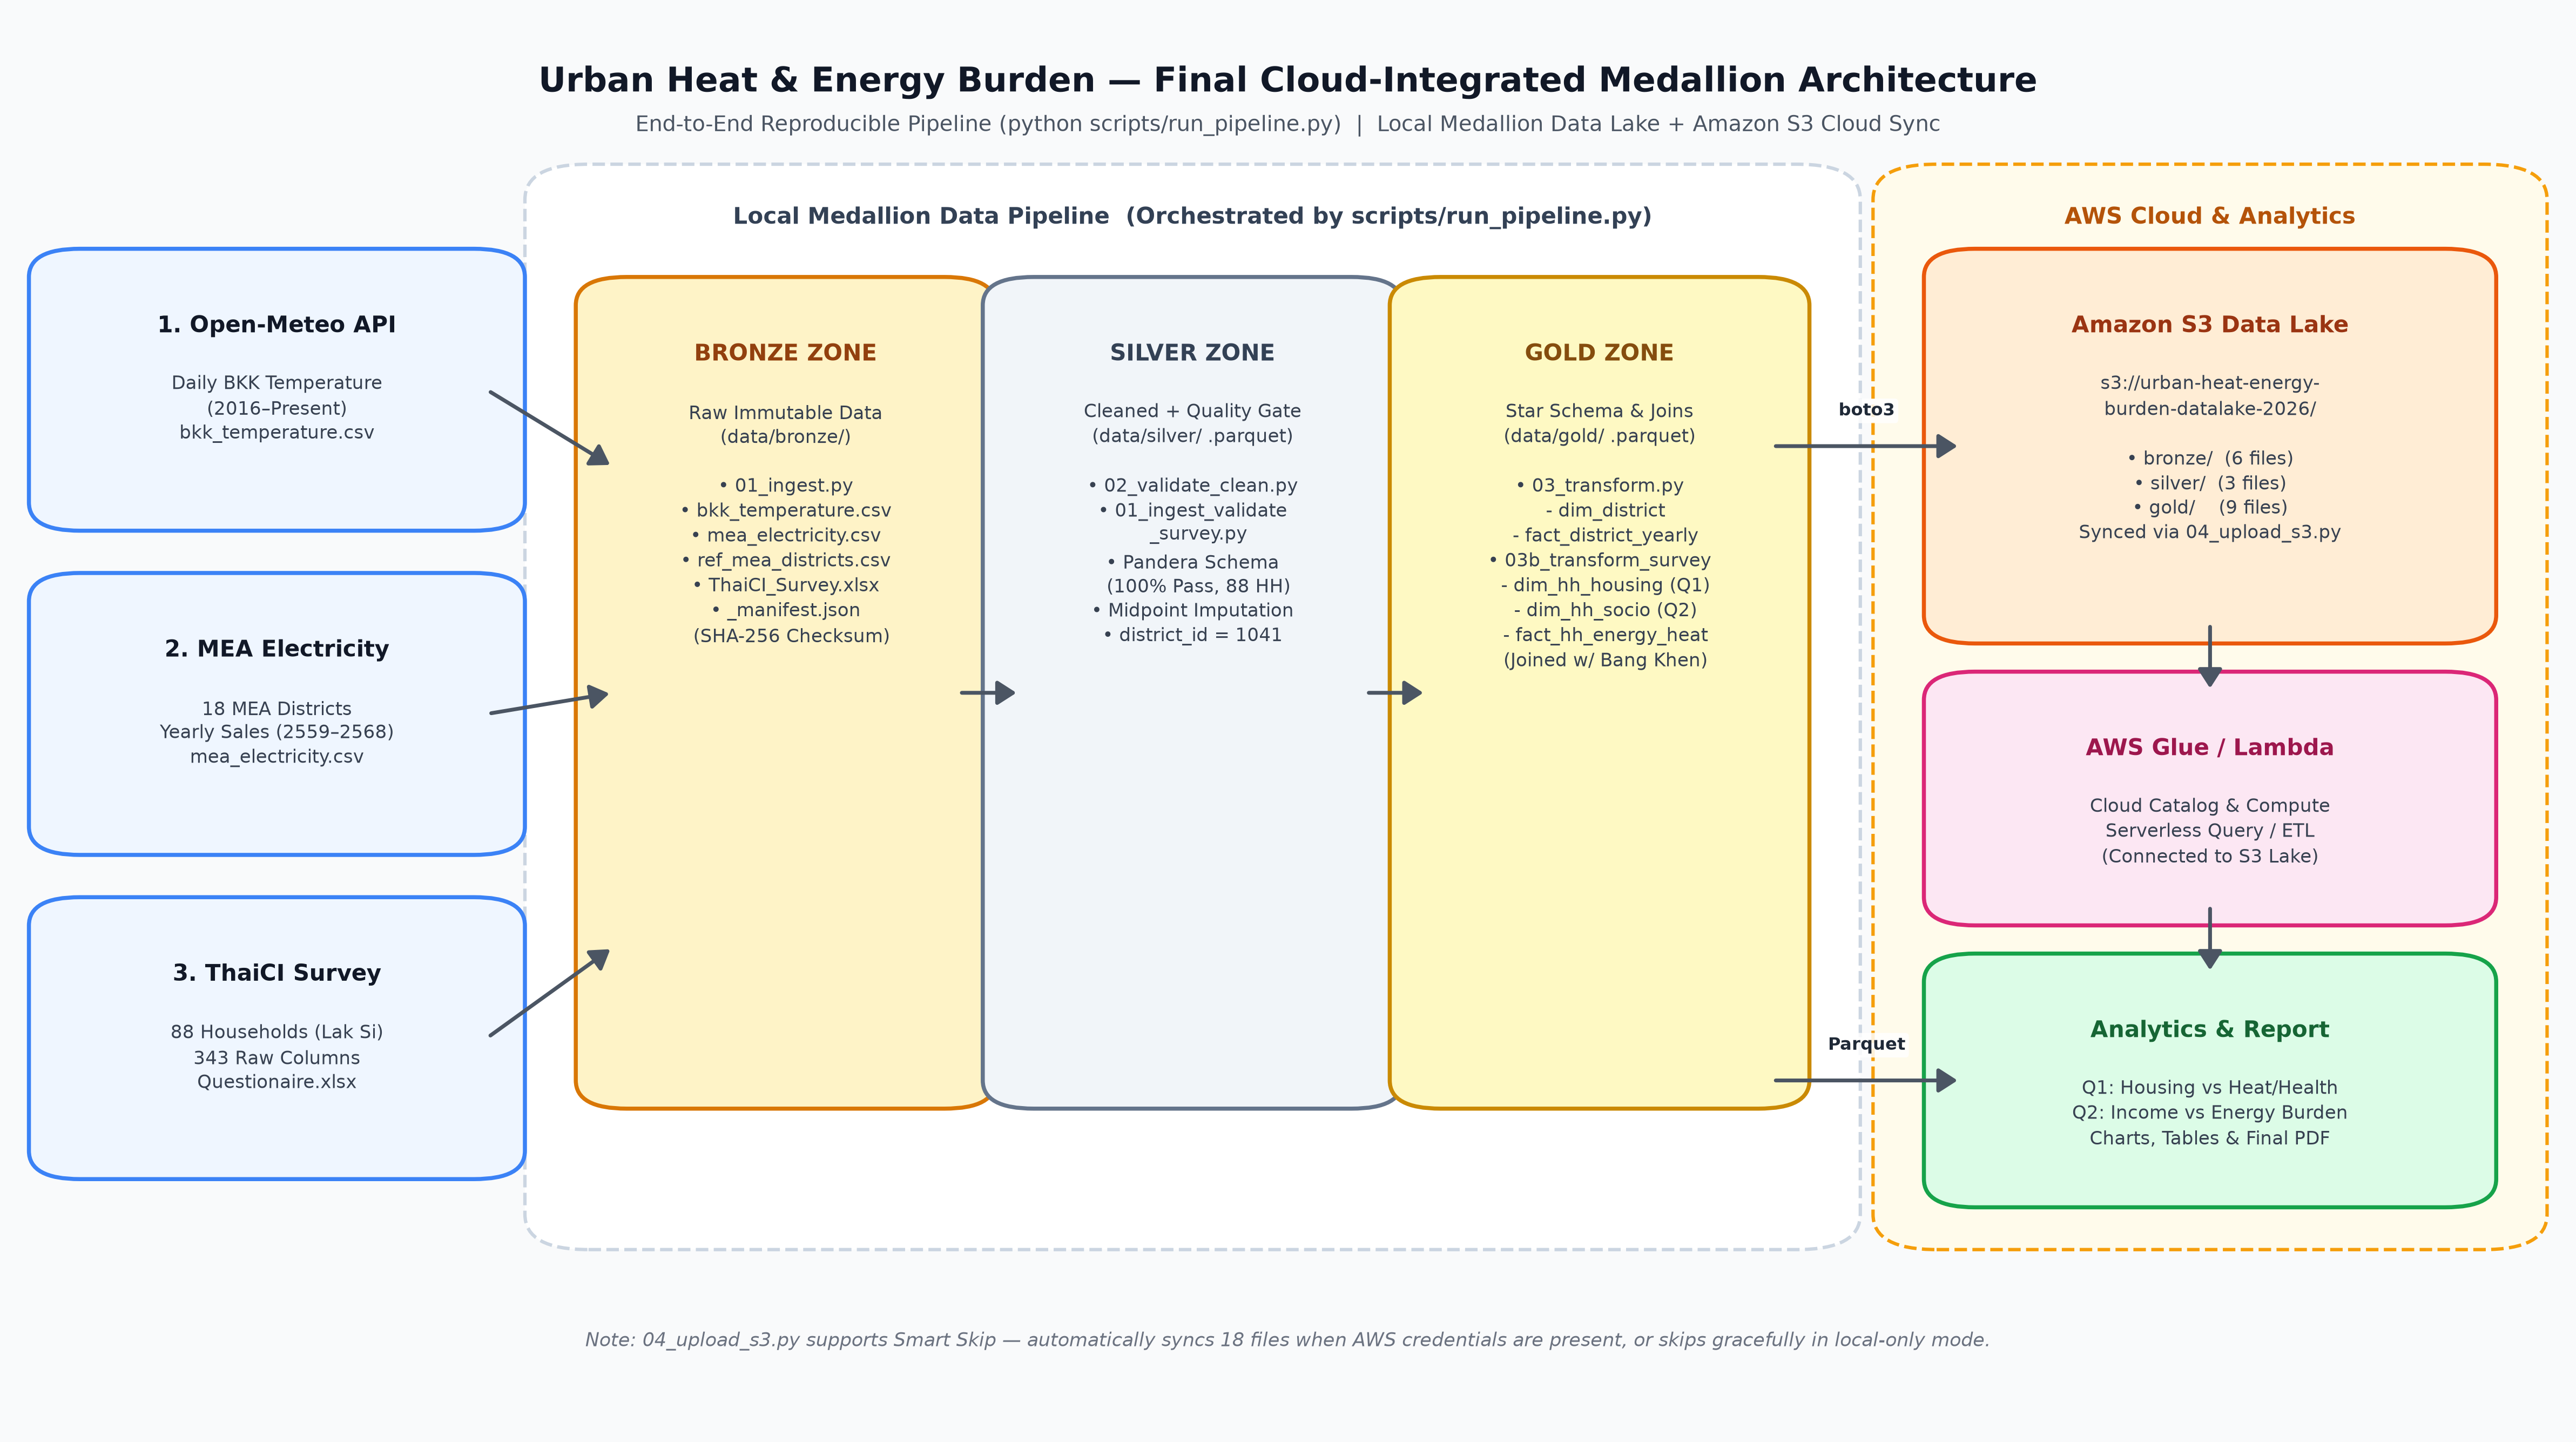 Urban Heat & Energy Burden — Final Cloud-Integrated Medallion Architecture
End-to-End Reproducible Pipeline (python scripts/run_pipeline.py)  |  Local Medallion Data Lake + Amazon S3 Cloud Sync
1. Open-Meteo API
Daily BKK Temperature
(2016–Present)
bkk_temperature.csv
2. MEA Electricity
18 MEA Districts
Yearly Sales (2559–2568)
mea_electricity.csv
3. ThaiCI Survey
88 Households (Lak Si)
343 Raw Columns
Questionaire.xlsx
Local Medallion Data Pipeline  (Orchestrated by scripts/run_pipeline.py)
BRONZE ZONE
Raw Immutable Data
(data/bronze/)
• 01_ingest.py
• bkk_temperature.csv
• mea_electricity.csv
• ref_mea_districts.csv
• ThaiCI_Survey.xlsx
• _manifest.json
(SHA-256 Checksum)
SILVER ZONE
Cleaned + Quality Gate
(data/silver/ .parquet)
• 02_validate_clean.py
• 01_ingest_validate
_survey.py
• Pandera Schema
(100% Pass, 88 HH)
• Midpoint Imputation
• district_id = 1041
GOLD ZONE
Star Schema & Joins
(data/gold/ .parquet)
• 03_transform.py
- dim_district
- fact_district_yearly
• 03b_transform_survey
- dim_hh_housing (Q1)
- dim_hh_socio (Q2)
- fact_hh_energy_heat
(Joined w/ Bang Khen)
boto3
Parquet
AWS Cloud & Analytics
Amazon S3 Data Lake
s3://urban-heat-energy-
burden-datalake-2026/
• bronze/  (6 files)
• silver/  (3 files)
• gold/    (9 files)
Synced via 04_upload_s3.py
AWS Glue / Lambda
Cloud Catalog & Compute
Serverless Query / ETL
(Connected to S3 Lake)
Analytics & Report
Q1: Housing vs Heat/Health
Q2: Income vs Energy Burden
Charts, Tables & Final PDF
Note: 04_upload_s3.py supports Smart Skip — automatically syncs 18 files when AWS credentials are present, or skips gracefully in local-only mode.